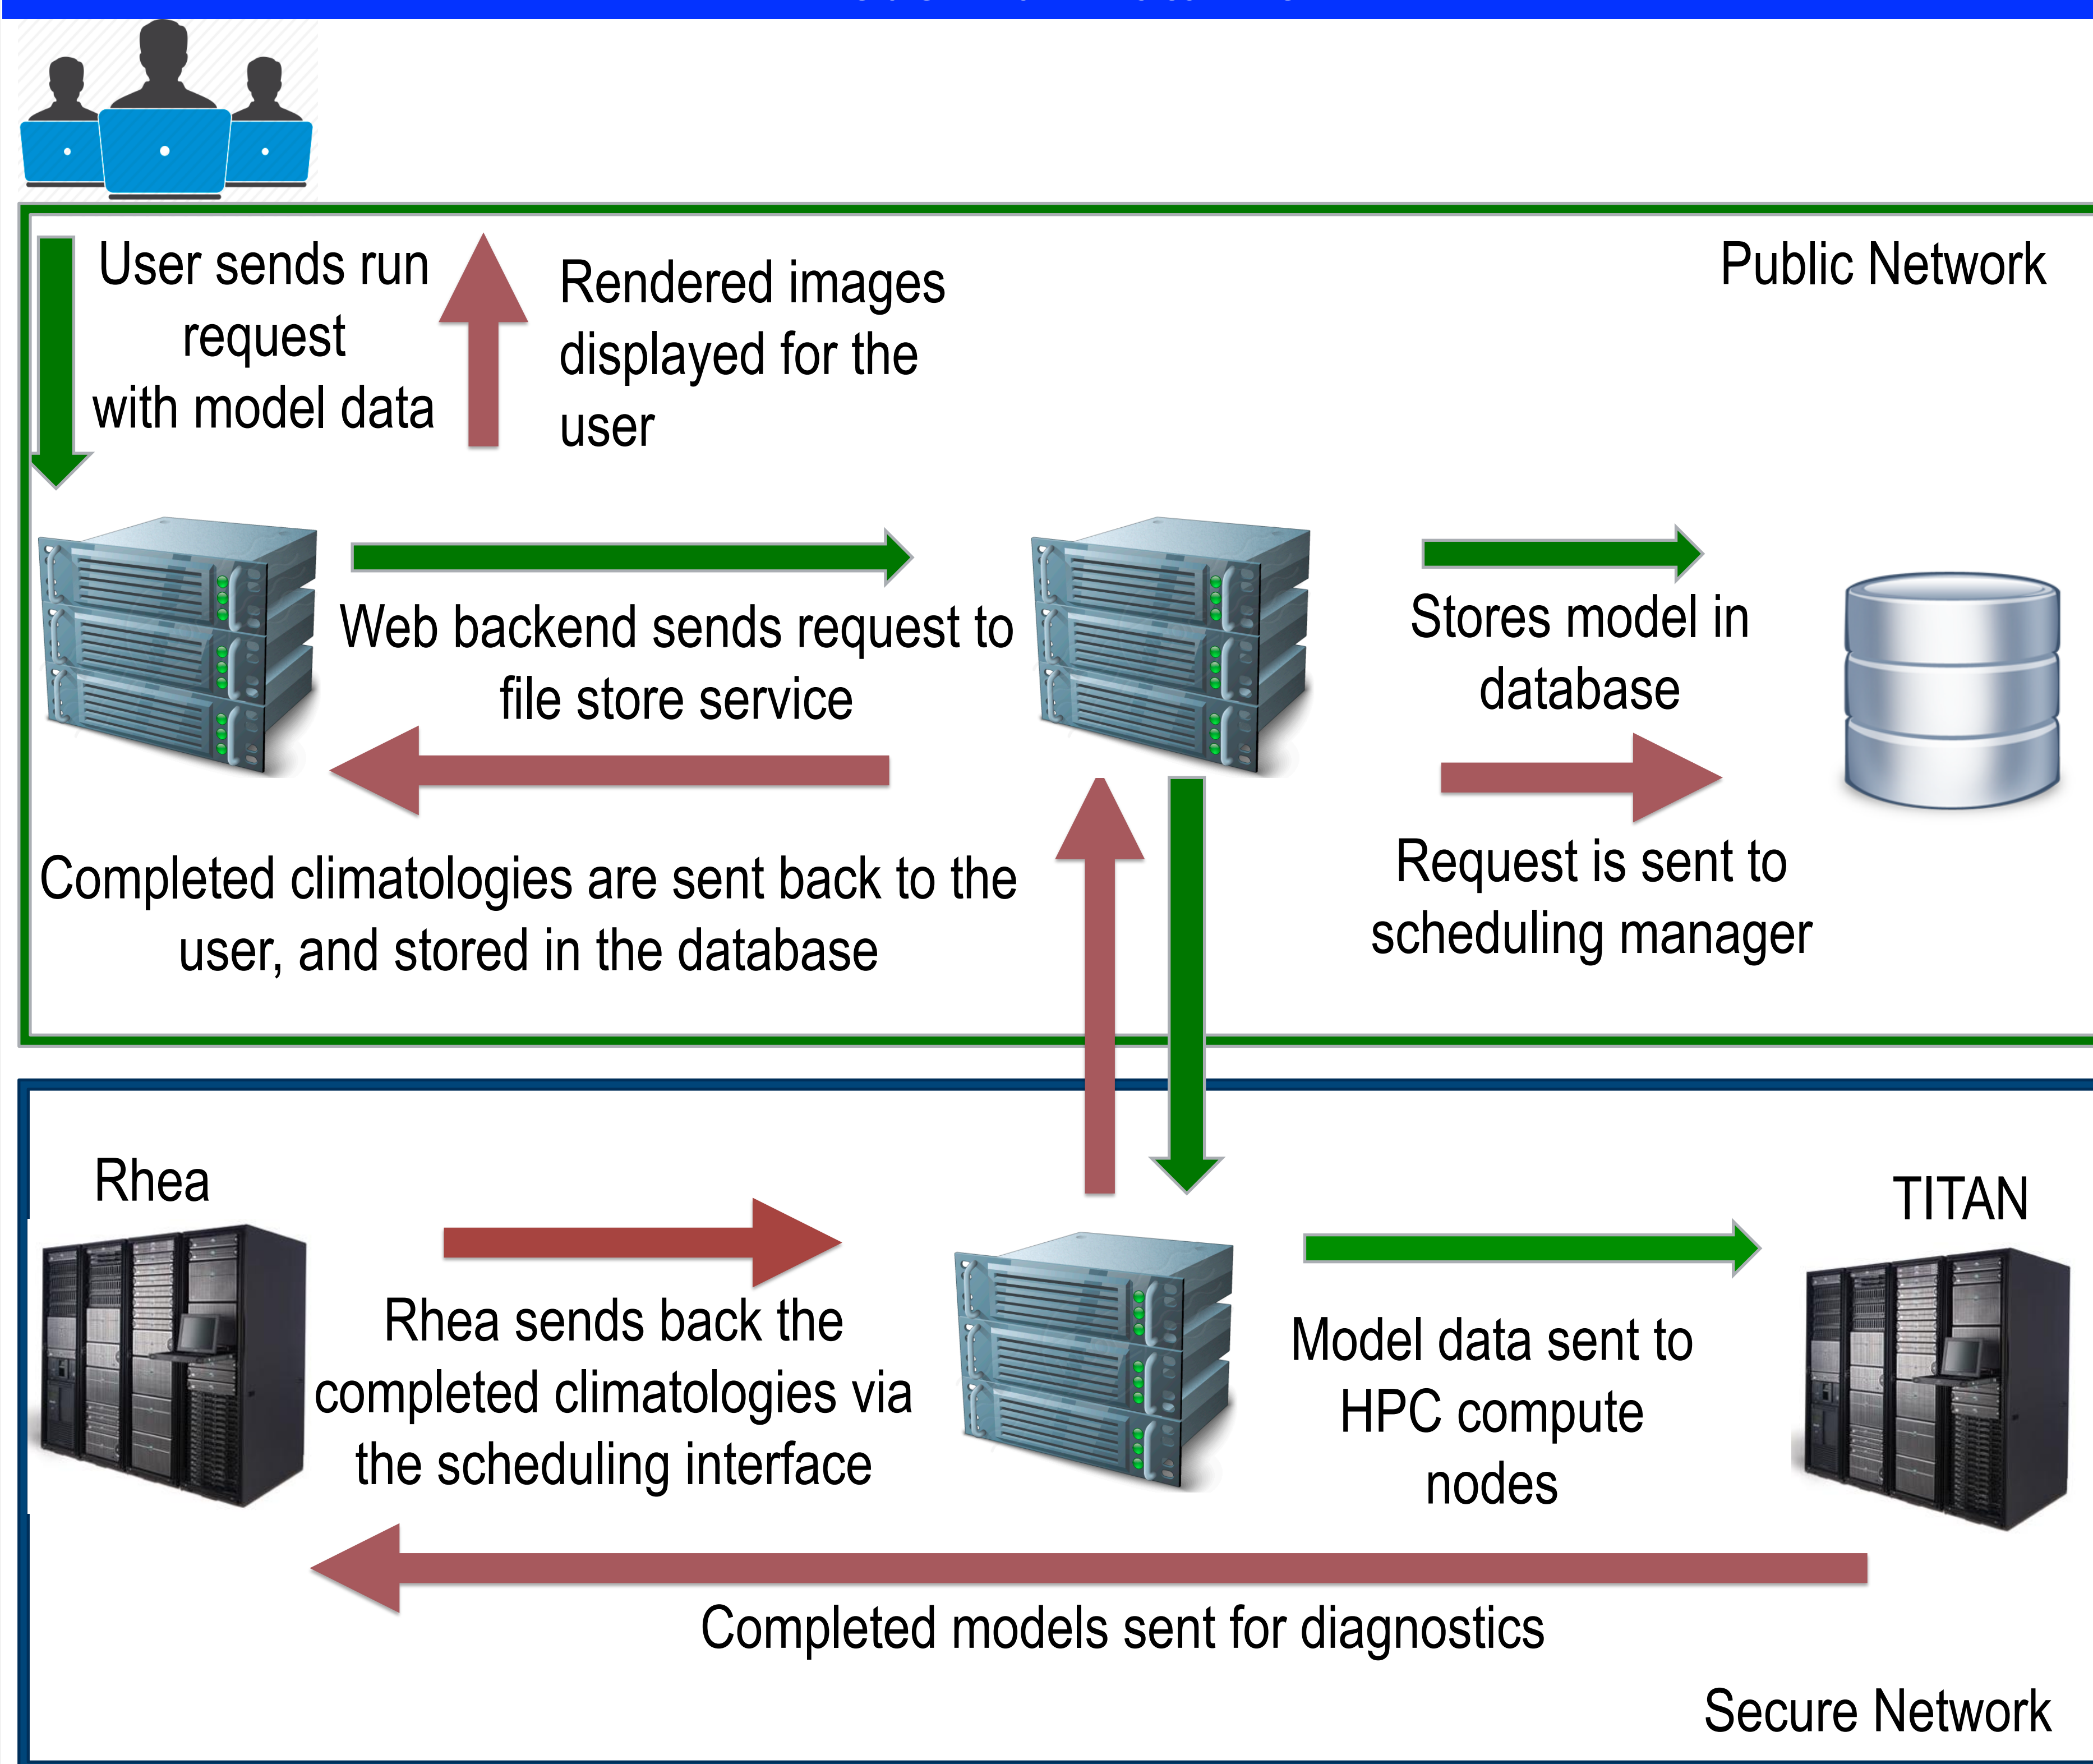 User sends run
request
with model data
Rendered images
displayed for the
user
Public Network
Web backend sends request to
file store service
Stores model in
database
Completed climatologies are sent back to the
user, and stored in the database
Request is sent to
scheduling manager
Rhea
TITAN
Rhea sends back the
completed climatologies via
the scheduling interface
Model data sent to
HPC compute
nodes
Completed models sent for diagnostics
Secure Network